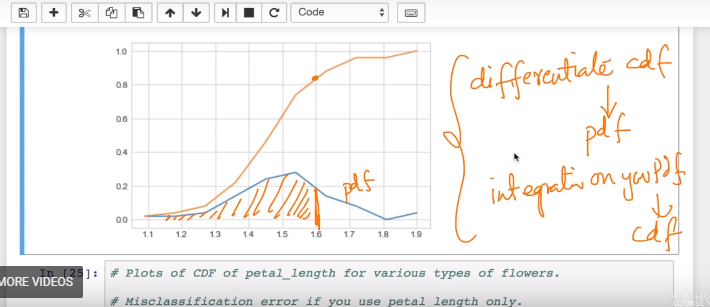 Code
1.0
0.8
0.6
0.4
0.2
0.0
1.1 1.2 1.3 1.4 1.5 1.6 1.7 1.8 1.9
pdf
differentiate cdf
pdf
integration on your Pdf
cdf
MORE VIDEOS
In [25]: # Plots of CDF of petal_length for various types of flowers.
# Misclassification error if you use petal length only.